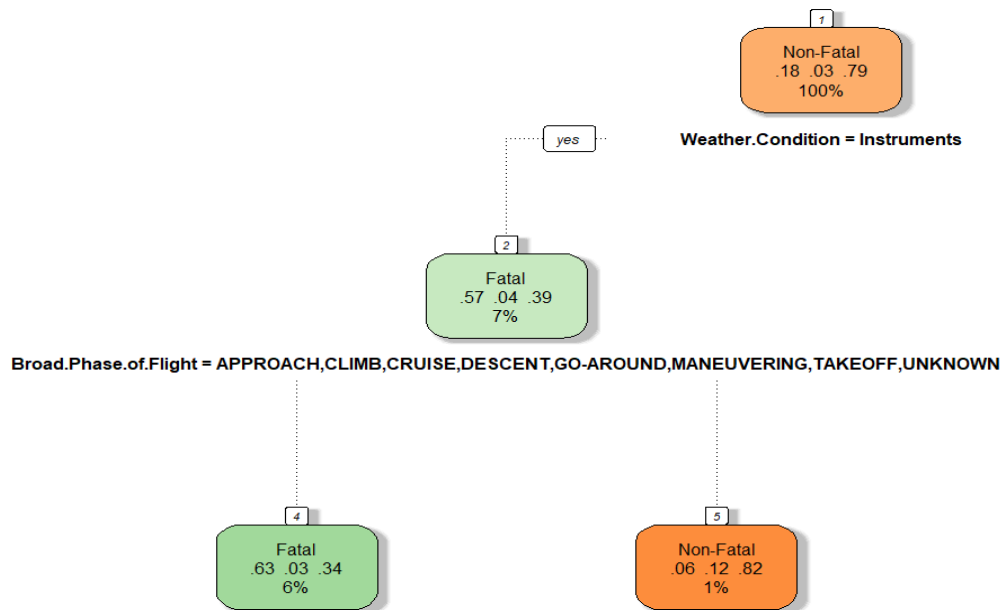 1
Non-Fatal
.18 .03 .79
100%
yes
Weather.Condition = Instruments
2
Fatal
.57 .04 .39
7%
Broad.Phase.of.Flight = APPROACH,CLIMB,CRUISE,DESCENT,GO-AROUND,MANEUVERING,TAKEOFF,UNKNOWN
4
Fatal
.63 .03 .34
6%
5
Non-Fatal
.06 .12 .82
1%